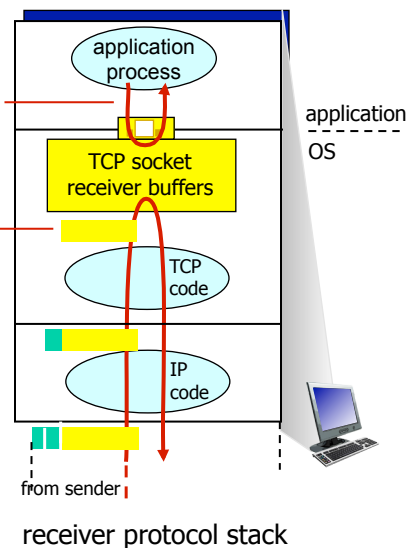 application
process
application
OS
TCP socket
receiver buffers
TCP
code
IP
code
from sender
receiver protocol stack